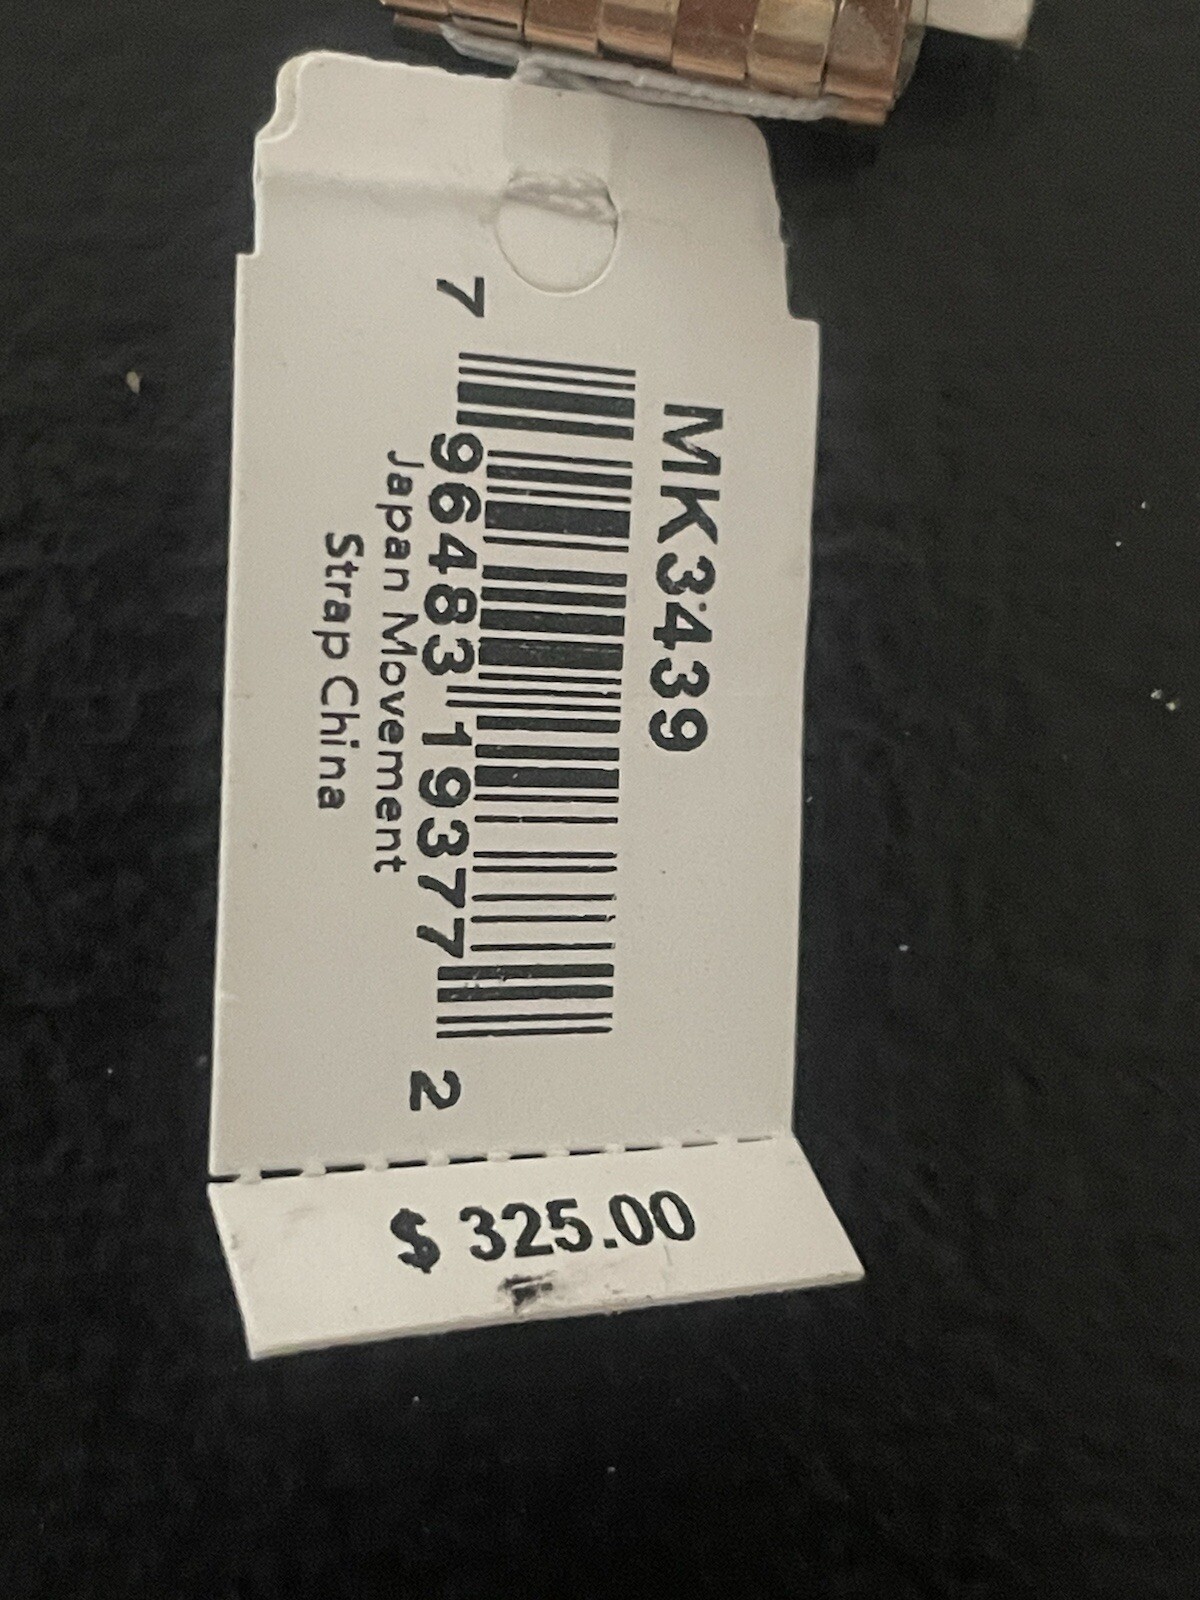 MK3439
7 96483 19377 2
Japan Movement
Strap China
$ 325.00